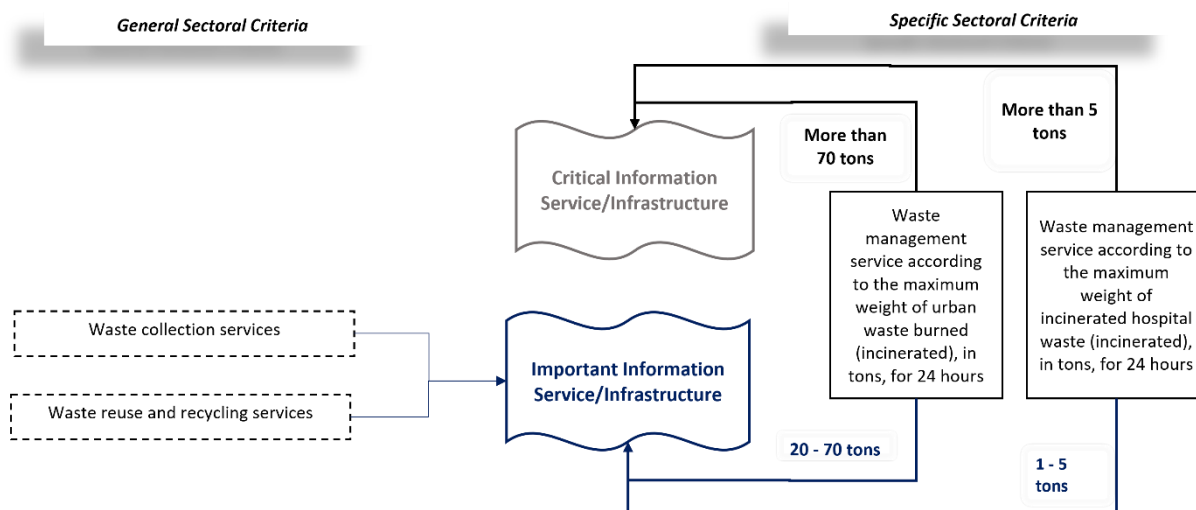 General Sectoral Criteria
Specific Sectoral Criteria
More than
70 tons
More than 5
tons
Critical Information
Service/Infrastructure
Waste
management
service according
to the maximum
weight of urban
waste burned
(incinerated), in
tons, for 24 hours
Waste management
service according to
the maximum
weight of
incinerated hospital
waste (incinerated),
in tons, for 24 hours
Waste collection services
Waste reuse and recycling services
Important Information
Service/Infrastructure
20 - 70 tons
1 - 5
tons